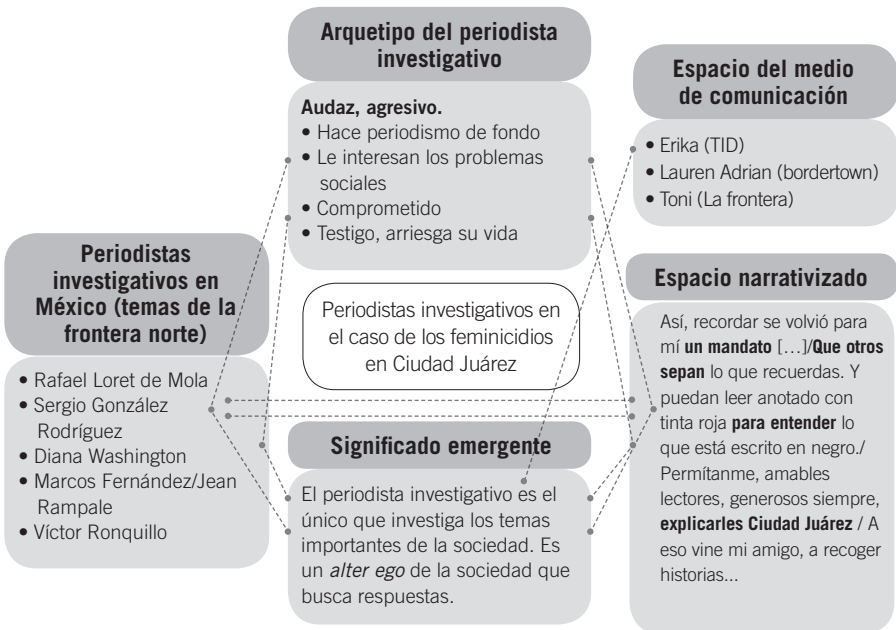 Arquetipo del periodista
investigativo
Audaz, agresivo.
• Hace periodismo de fondo
• Le interesan los problemas
sociales
• Comprometido
• Testigo, arriesga su vida
Espacio del medio
de comunicación
• Erika (TID)
• Lauren Adrian (bordertown)
• Toni (La frontera)
Periodistas
investigativos en
México (temas de la
frontera norte)
• Rafael Loret de Mola
• Sergio González
Rodríguez
• Diana Washington
• Marcos Fernández/Jean
Rampale
• Víctor Ronquillo
Periodistas investigativos en
el caso de los feminicidios
en Ciudad Juárez
Significado emergente
El periodista investigativo es el
único que investiga los temas
importantes de la sociedad. Es
un alter ego de la sociedad que
busca respuestas.
Espacio narrativizado
Así, recordar se volvió para
mí un mandato […]/Que otros
sepan lo que recuerdas. Y
puedan leer anotado con
tinta roja para entender lo
que está escrito en negro./
Permítanme, amables
lectores, generosos siempre,
explicarles Ciudad Juárez / A
eso vine mi amigo, a recoger
historias...